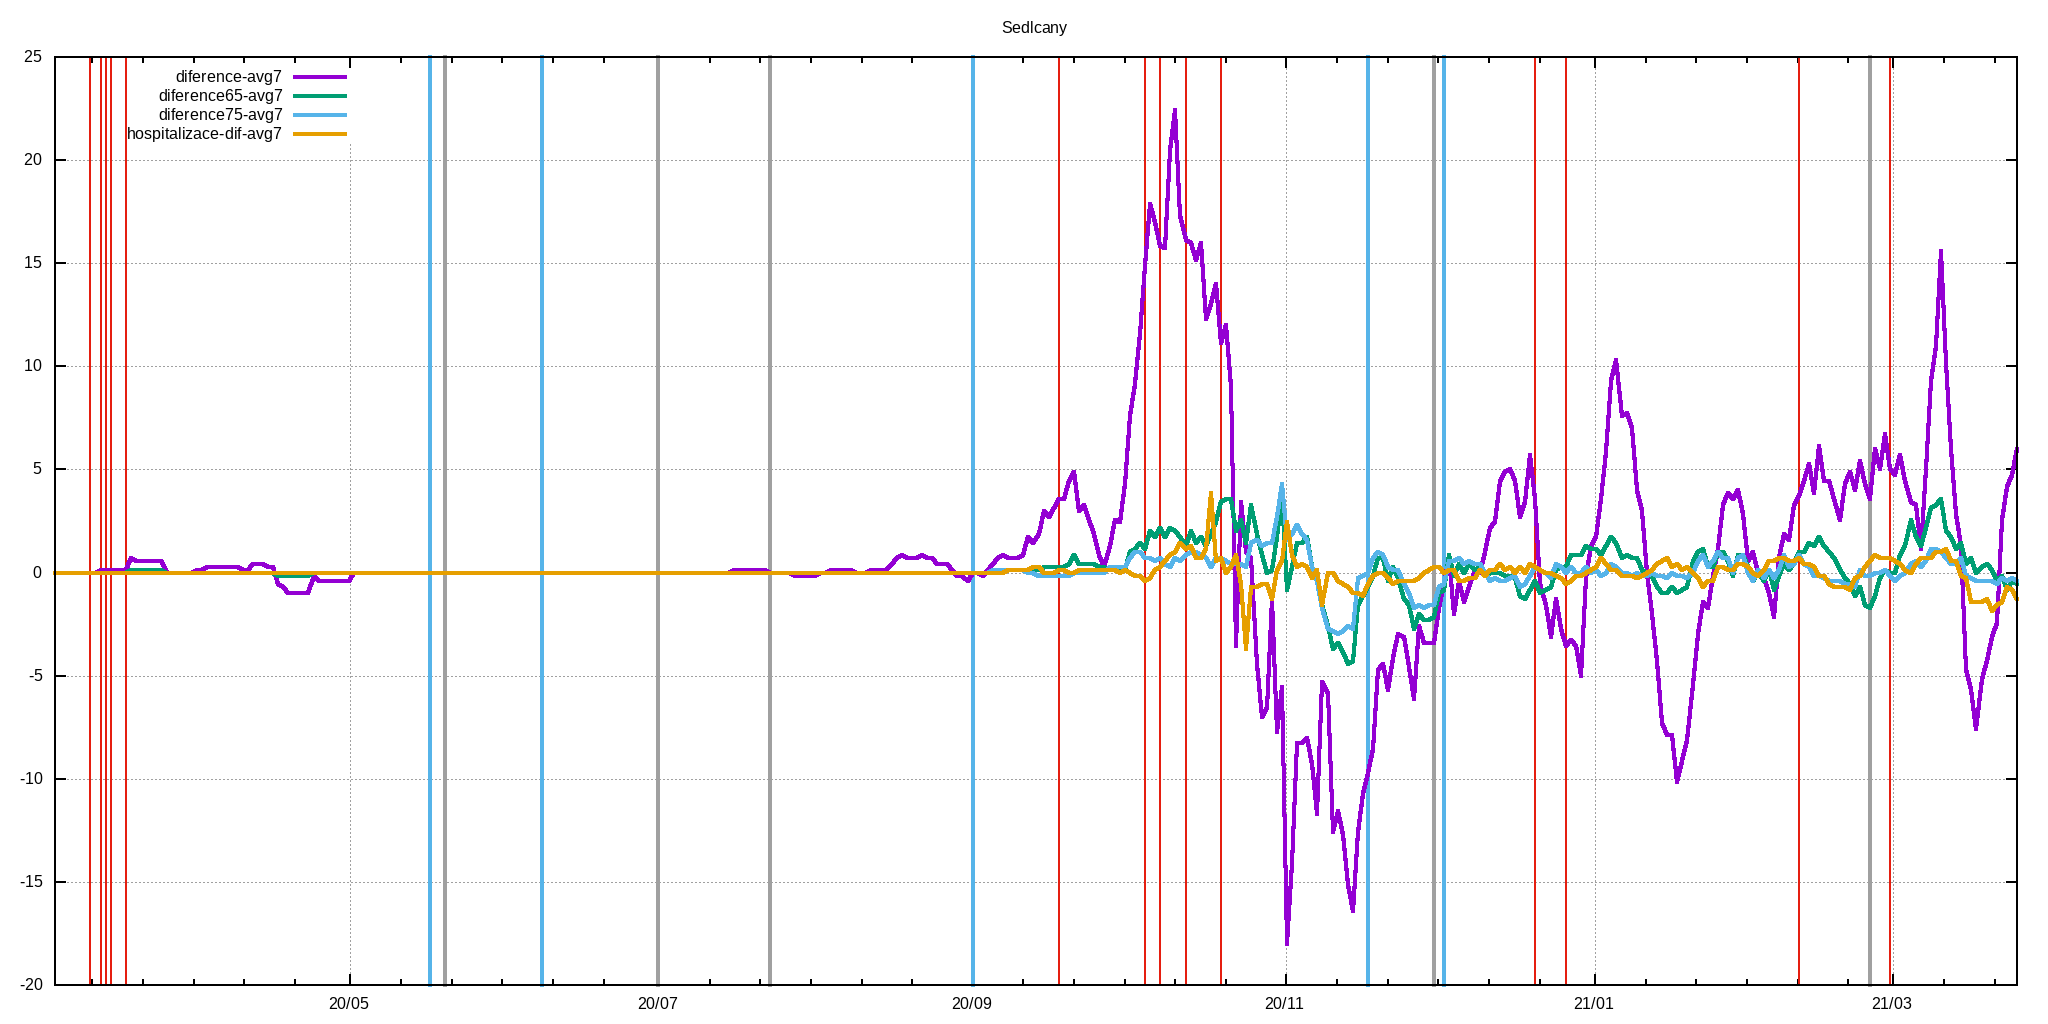 Sedlcany
diference-avg7
diference65-avg7
diference75-avg7
hospitalizace-dif-avg7
25
20
15
10
5
0
-5
-10
-15
-20
20/05 20/07 20/09 20/11 21/01 21/03